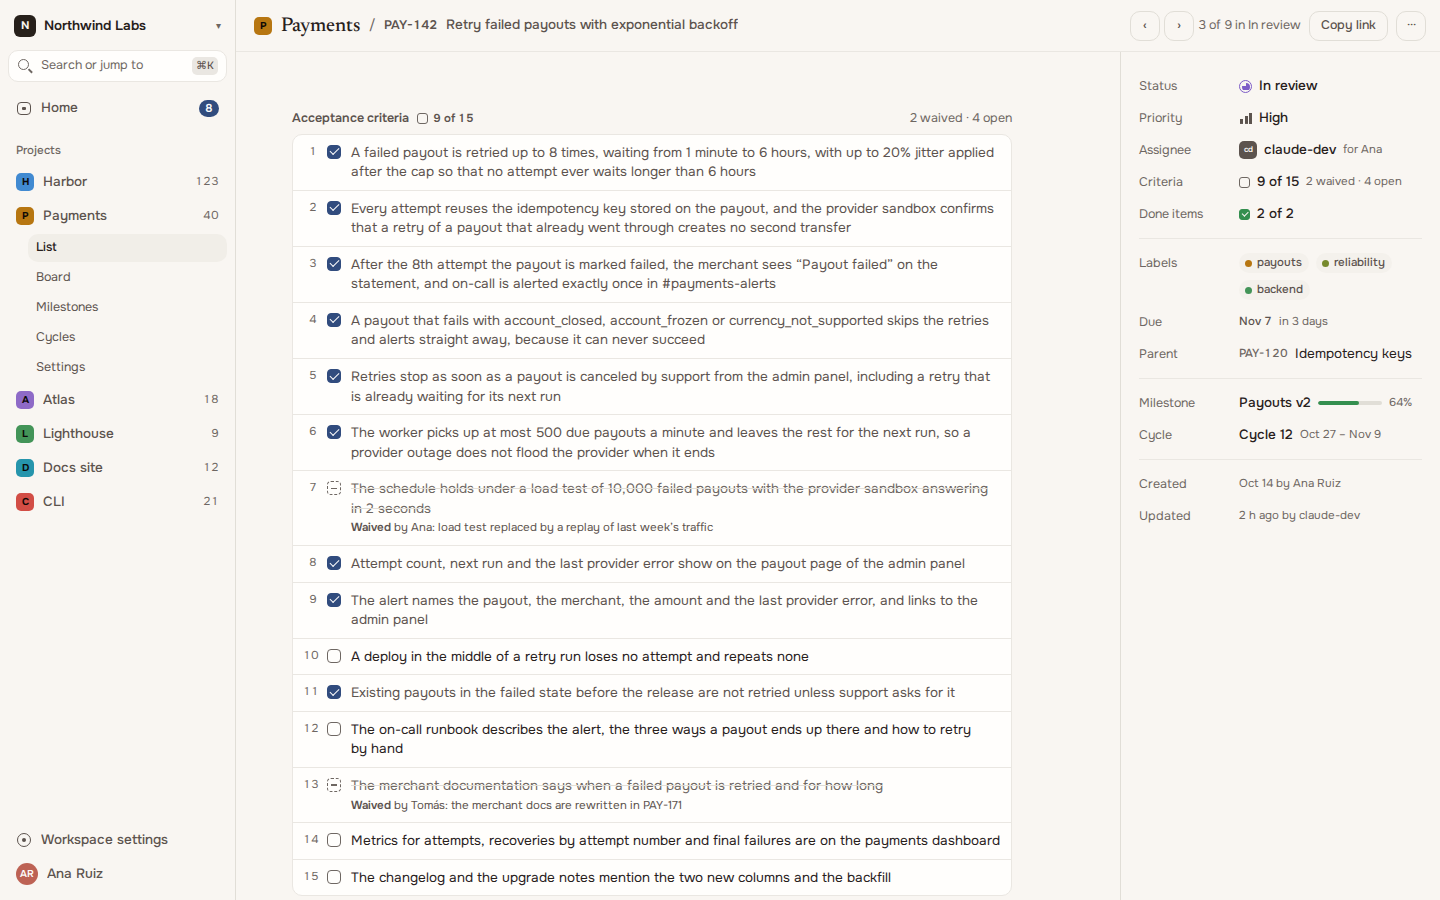 N Northwind Labs ▾
Search or jump to ⌘K
Home 8
Projects
H Harbor 123
P Payments 40
List
Board
Milestones
Cycles
Settings
A Atlas 18
L Lighthouse 9
D Docs site 12
C CLI 21
Workspace settings
AR Ana Ruiz
P Payments / PAY-142 Retry failed payouts with exponential backoff
‹ › 3 of 9 in In review Copy link ···
Acceptance criteria 9 of 15 2 waived · 4 open
1 A failed payout is retried up to 8 times, waiting from 1 minute to 6 hours, with up to 20% jitter applied
after the cap so that no attempt ever waits longer than 6 hours
2 Every attempt reuses the idempotency key stored on the payout, and the provider sandbox confirms
that a retry of a payout that already went through creates no second transfer
3 After the 8th attempt the payout is marked failed, the merchant sees “Payout failed” on the
statement, and on-call is alerted exactly once in #payments-alerts
4 A payout that fails with account_closed, account_frozen or currency_not_supported skips the retries
and alerts straight away, because it can never succeed
5 Retries stop as soon as a payout is canceled by support from the admin panel, including a retry that
is already waiting for its next run
6 The worker picks up at most 500 due payouts a minute and leaves the rest for the next run, so a
provider outage does not flood the provider when it ends
7 The schedule holds under a load test of 10,000 failed payouts with the provider sandbox answering
in 2 seconds
Waived by Ana: load test replaced by a replay of last week’s traffic
8 Attempt count, next run and the last provider error show on the payout page of the admin panel
9 The alert names the payout, the merchant, the amount and the last provider error, and links to the
admin panel
10 A deploy in the middle of a retry run loses no attempt and repeats none
11 Existing payouts in the failed state before the release are not retried unless support asks for it
12 The on-call runbook describes the alert, the three ways a payout ends up there and how to retry
by hand
13 The merchant documentation says when a failed payout is retried and for how long
Waived by Tomás: the merchant docs are rewritten in PAY-171
14 Metrics for attempts, recoveries by attempt number and final failures are on the payments dashboard
15 The changelog and the upgrade notes mention the two new columns and the backfill
Status In review
Priority High
Assignee cd claude-dev for Ana
Criteria 9 of 15 2 waived · 4 open
Done items 2 of 2
Labels payouts reliability
backend
Due Nov 7 in 3 days
Parent PAY-120 Idempotency keys
Milestone Payouts v2 64%
Cycle Cycle 12 Oct 27 – Nov 9
Created Oct 14 by Ana Ruiz
Updated 2 h ago by claude-dev